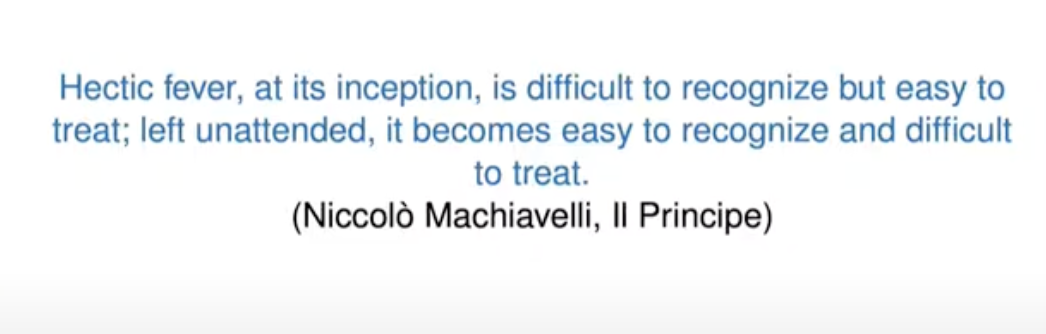 Hectic fever, at its inception, is difficult to recognize but easy to
treat; left unattended, it becomes easy to recognize and difficult
to treat.
(Niccolò Machiavelli, Il Principe)